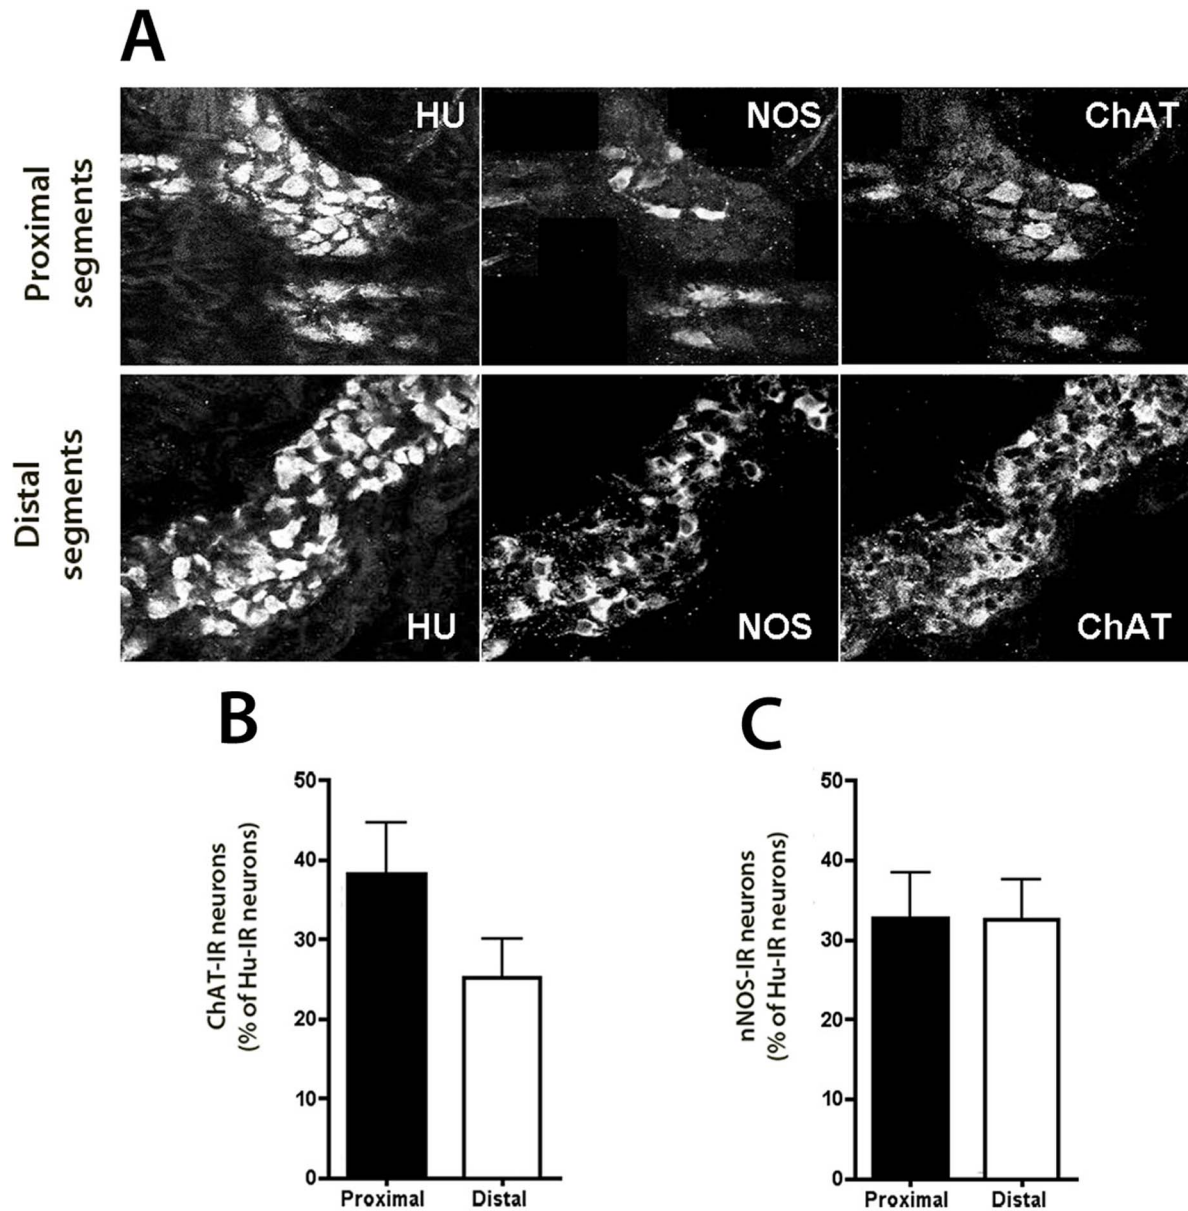 A
Proximal
segments
HU
NOS
ChAT
Distal
segments
HU
NOS
ChAT
B
ChAT-IR neurons
(% of Hu-IR neurons)
50
40
30
20
10
0
Proximal
Distal
C
nNOS-IR neurons
(% of Hu-IR neurons)
50
40
30
20
10
0
Proximal
Distal